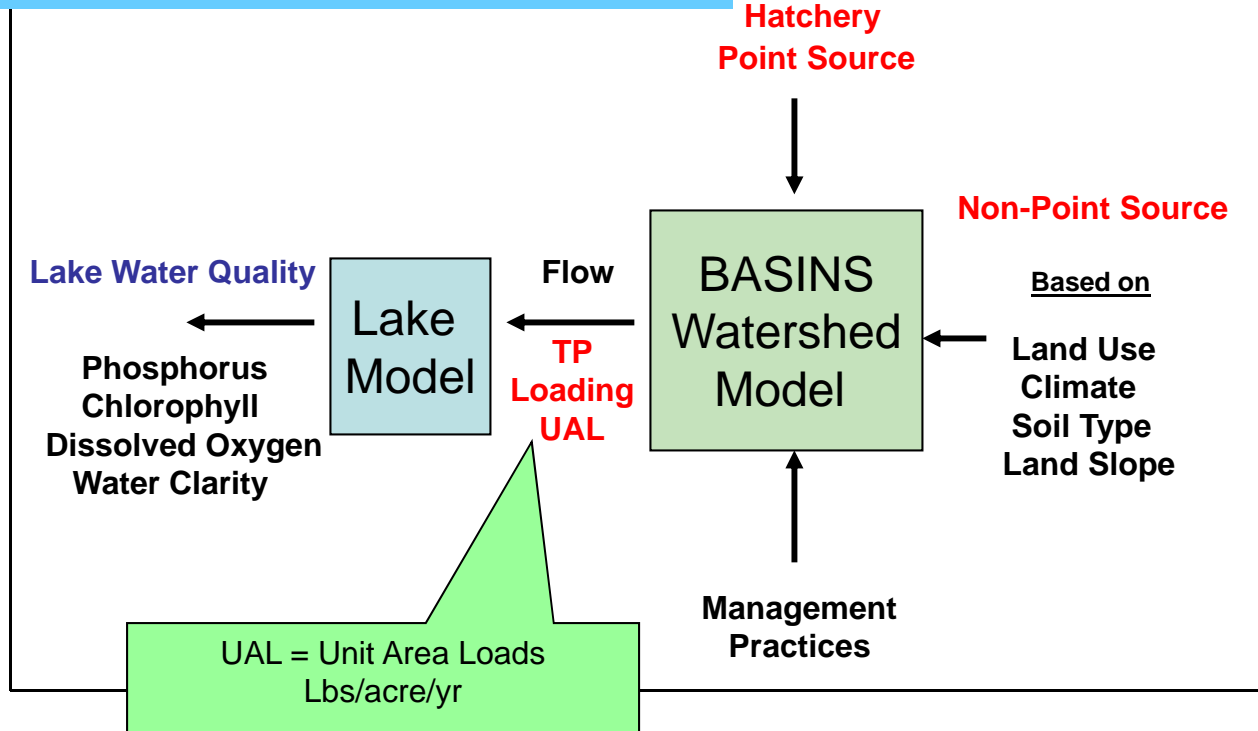 Hatchery
Point Source
Non-Point Source
Based on
Land Use
Climate
Soil Type
Land Slope
BASINS
Watershed
Model
Management
Practices
Flow
TP
Loading
UAL
Lake
Model
Lake Water Quality
Phosphorus
Chlorophyll
Dissolved Oxygen
Water Clarity
UAL = Unit Area Loads
Lbs/acre/yr